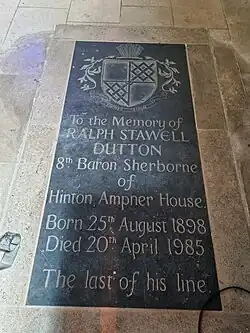 To the Memory of
RALPH STAWELL
DUTTON
8th Baron Sherborne
of
Hinton Ampner House.
Born 25th August 1898
Died 20th April 1985
The last of his line